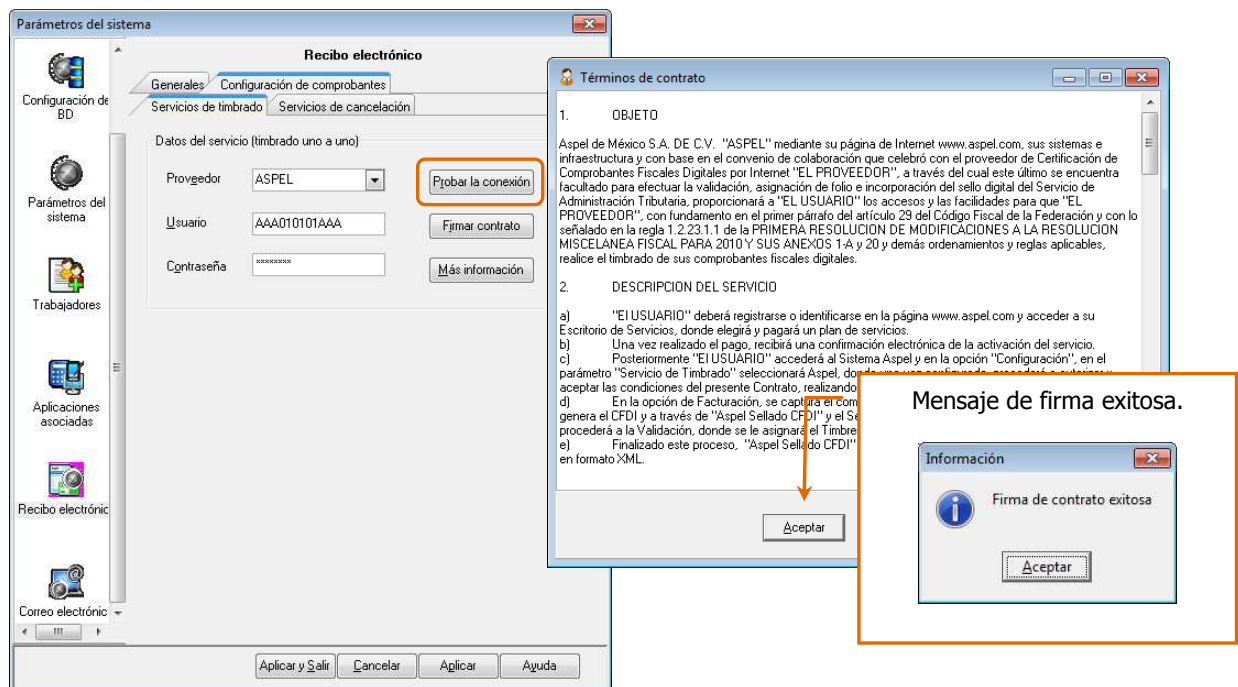 Parámetros del sistema
Configuración de
BD
Parámetros del
sistema
Trabajadores
Aplicaciones
asociadas
Recibo electrónic
Correo electrónic
Recibo electrónico
Generales
Configuración de comprobantes
Servicios de timbrado
Servicios de cancelación
Datos del servicio (timbrado uno a uno)
Proveedor
ASPEL
Probar la conexión
Usuario
AAA010101AAA
Firmar contrato
Contraseña
********
Más información
Aplicar y Salir
Cancelar
Aplicar
Ayuda
Términos de contrato
1. OBJETO
Aspel de México S.A. DE C.V. "ASPEL" mediante su página de Internet www.aspel.com, sus sistemas e
infraestructura y con base en el convenio de colaboración que celebró con el proveedor de Certificación de
Comprobantes Fiscales Digitales por Internet "EL PROVEEDOR", a través del cual este último se encuentra
facultado para efectuar la validación, asignación de folio e incorporación del sello digital del Servicio de
Administración Tributaria, proporcionará a "EL USUARIO" los accesos y las facilidades para que "EL
PROVEEDOR", con fundamento en el primer párrafo del artículo 29 del Código Fiscal de la Federación y con lo
señalado en la regla 1.2.23.1.1 de la PRIMERA RESOLUCION DE MODIFICACIONES A LA RESOLUCION
MISCELANEA FISCAL PARA 2010 Y SUS ANEXOS 1-A y 20 y demás ordenamientos y reglas aplicables,
realice el timbrado de sus comprobantes fiscales digitales.
2. DESCRIPCION DEL SERVICIO
a) "El USUARIO" deberá registrarse o identificarse en la página www.aspel.com y acceder a su
Escritorio de Servicios, donde elegirá y pagará un plan de servicios.
b) Una vez realizado el pago, recibirá una confirmación electrónica de la activación del servicio.
c) Posteriormente "El USUARIO" accederá al Sistema Aspel y en la opción "Configuración", en el
parámetro "Servicio de Timbrado" seleccionará Aspel, donde una vez configurado, procederá a autorizar y
aceptar las condiciones del presente Contrato, realizando
d) En la opción de Facturación, se captura el com
genera el CFDI y a través de "Aspel Sellado CFDI" y el Se
procederá a la Validación, donde se le asignará el Timbre
e) Finalizado este proceso, "Aspel Sellado CFDI"
en formato XML.
Aceptar
Mensaje de firma exitosa.
Información
Firma de contrato exitosa
Aceptar